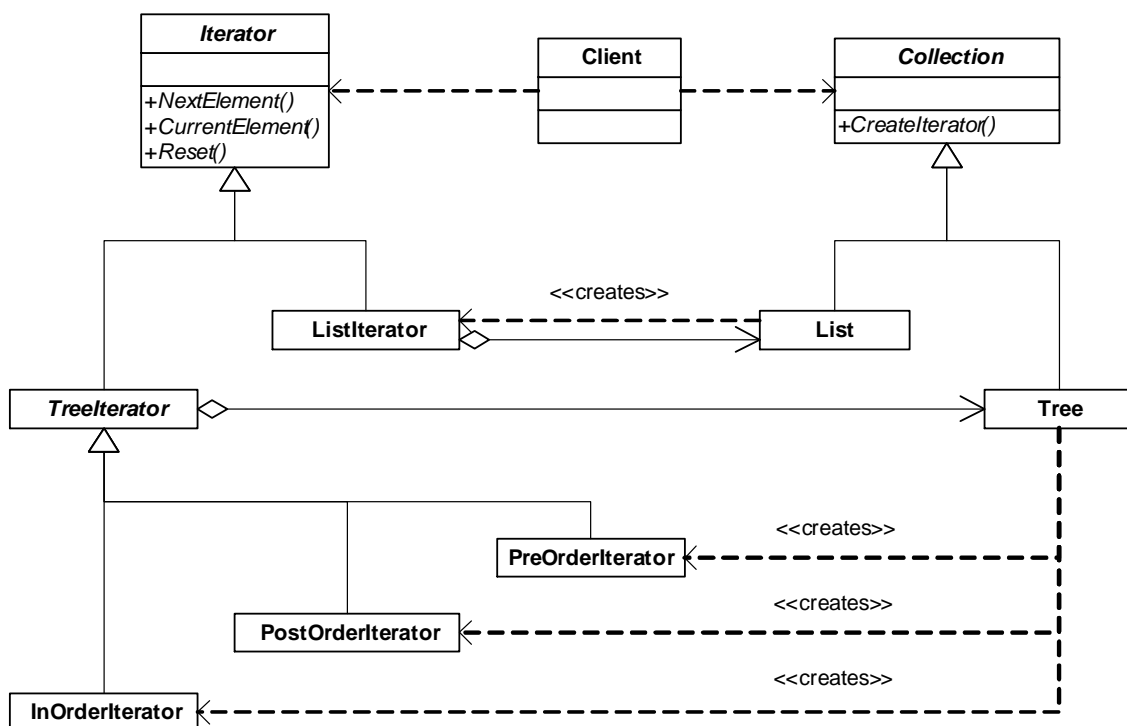 Iterator
Client
Collection
+NextElement()
+CurrentElement()
+Reset()
+CreateIterator()
<<creates>>
ListIterator
List
TreeIterator
Tree
<<creates>>
PreOrderIterator
<<creates>>
PostOrderIterator
<<creates>>
InOrderIterator